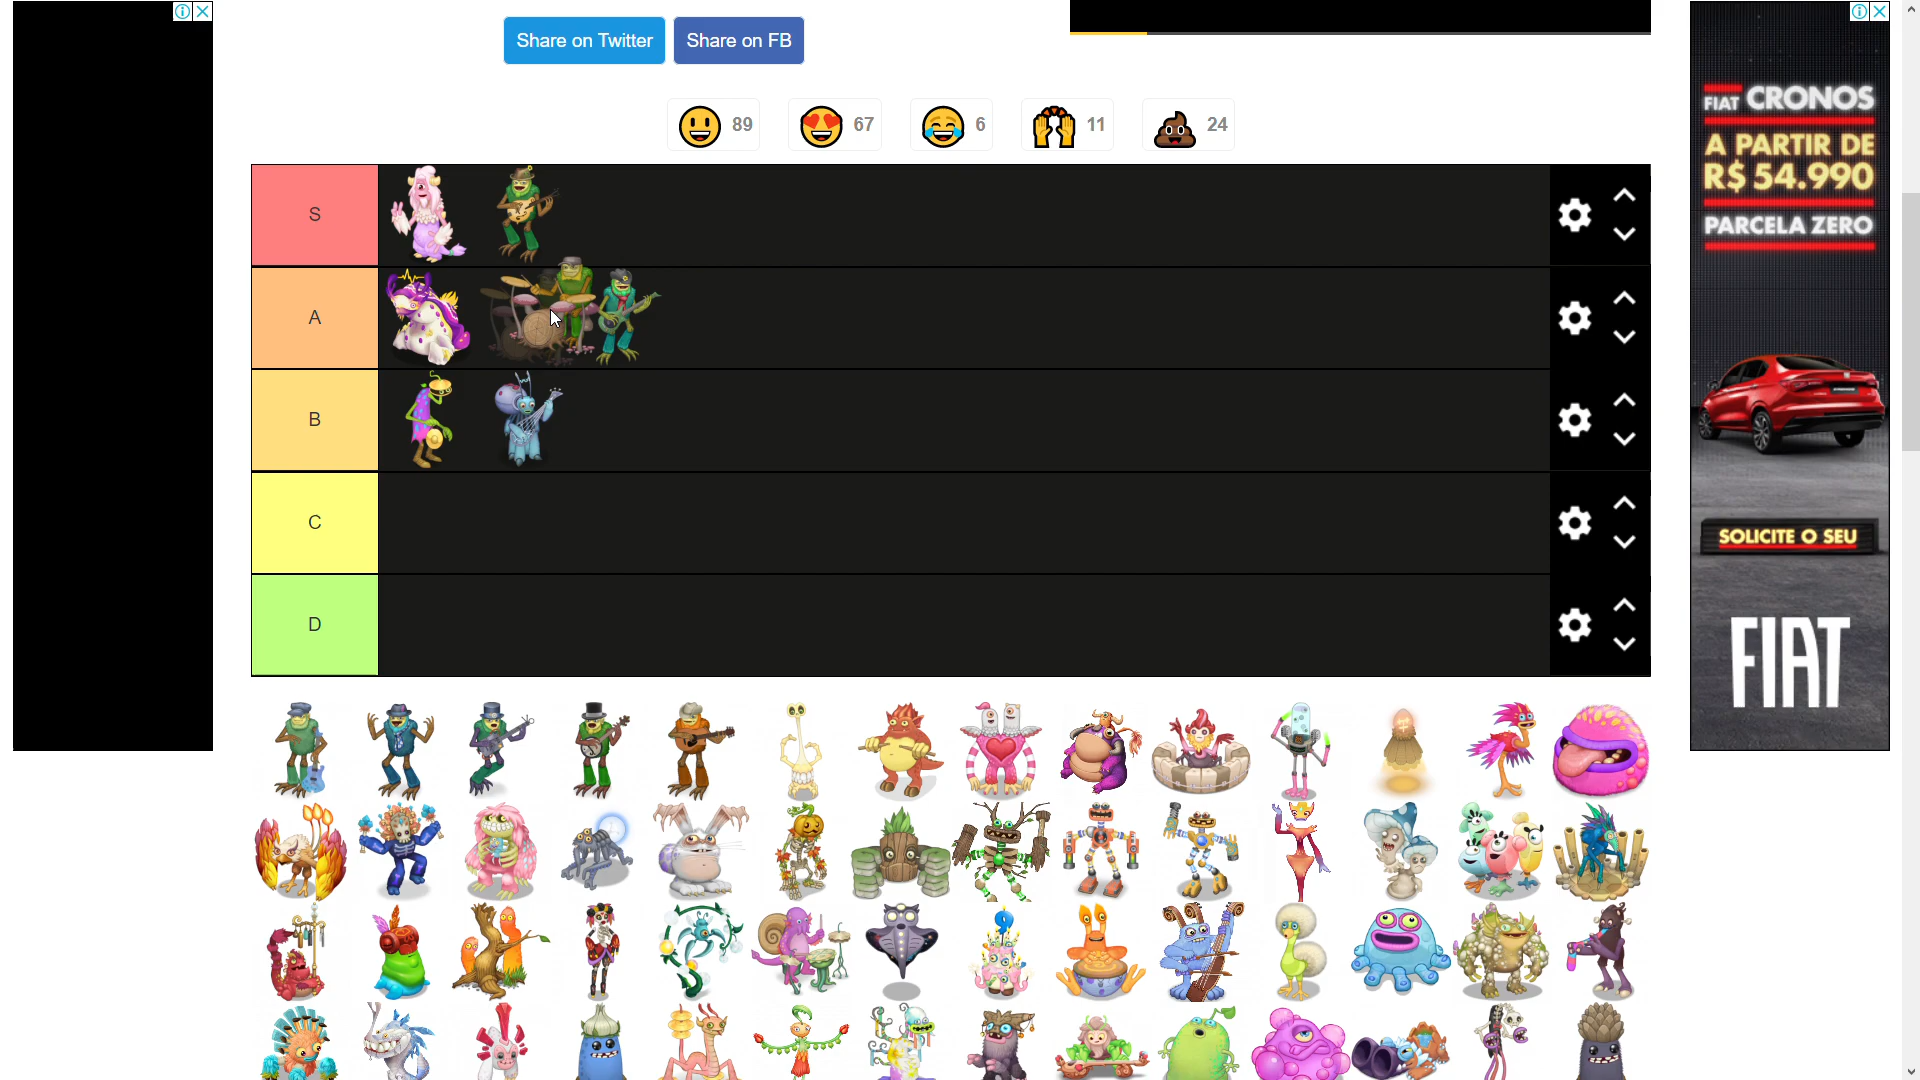 Share on Twitter
Share on FB
89
67
6
11
24
S
A
B
C
D
FIAT CRONOS
A PARTIR DE
R$ 54.990
PARCELA ZERO
SOLICITE O SEU
FIAT
9